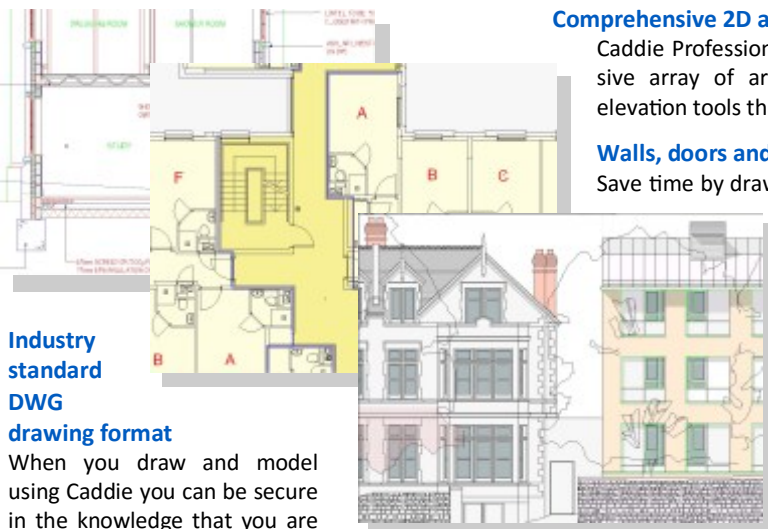 Comprehensive 2D a
Caddie Profession
sive array of ar
elevation tools th
Walls, doors and
Save time by draw
A
F
B
C
B
A
STUDY
Industry
standard
DWG
drawing format
When you draw and model
using Caddie you can be secure
in the knowledge that you are